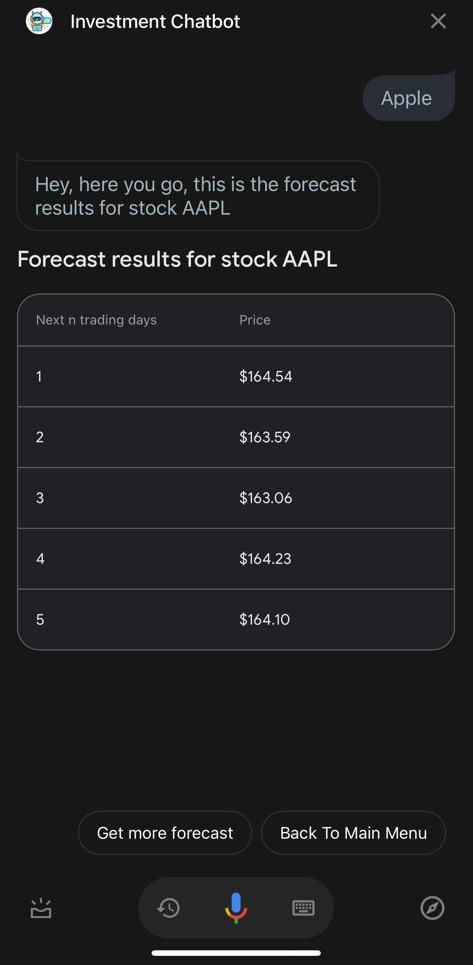 Investment Chatbot
Apple
Hey, here you go, this is the forecast
results for stock AAPL
Forecast results for stock AAPL
Next n trading days Price
1 $164.54
2 $163.59
3 $163.06
4 $164.23
5 $164.10
Get more forecast Back To Main Menu